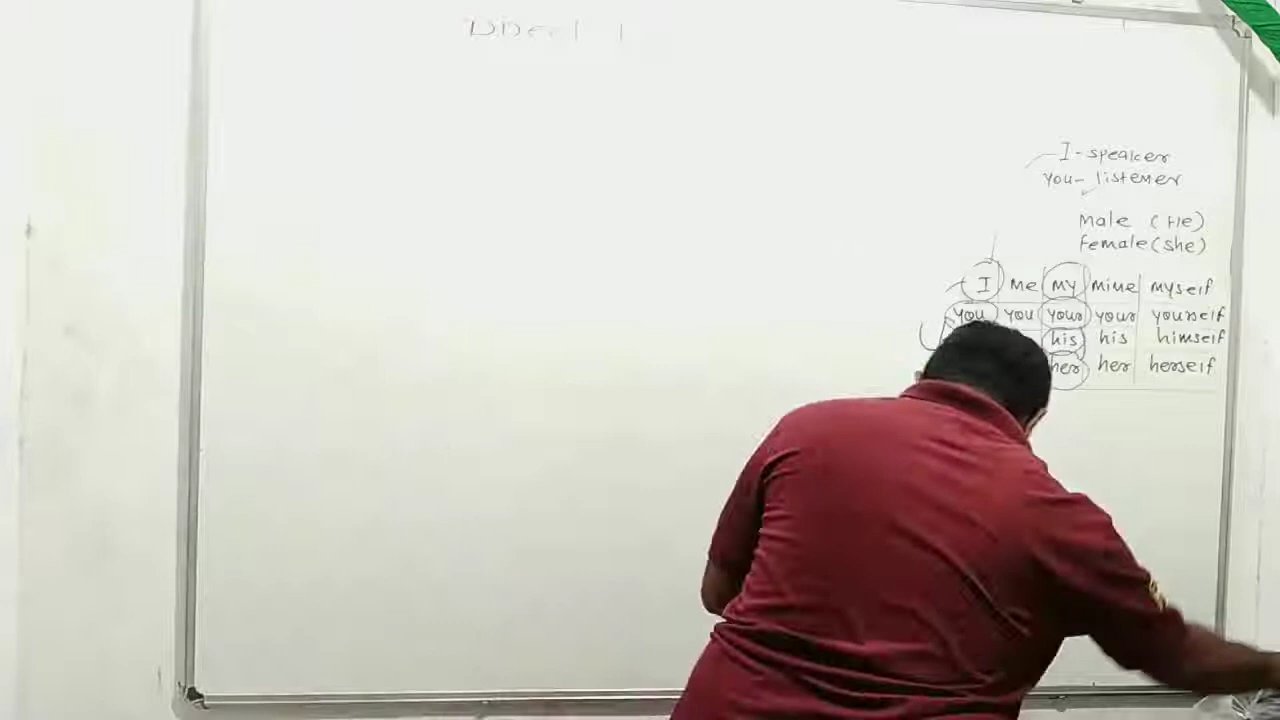 I - speaker
you - listener
Male (He)
Female (she)
I me my mine myself
you you your your yourself
his his himself
her her herself